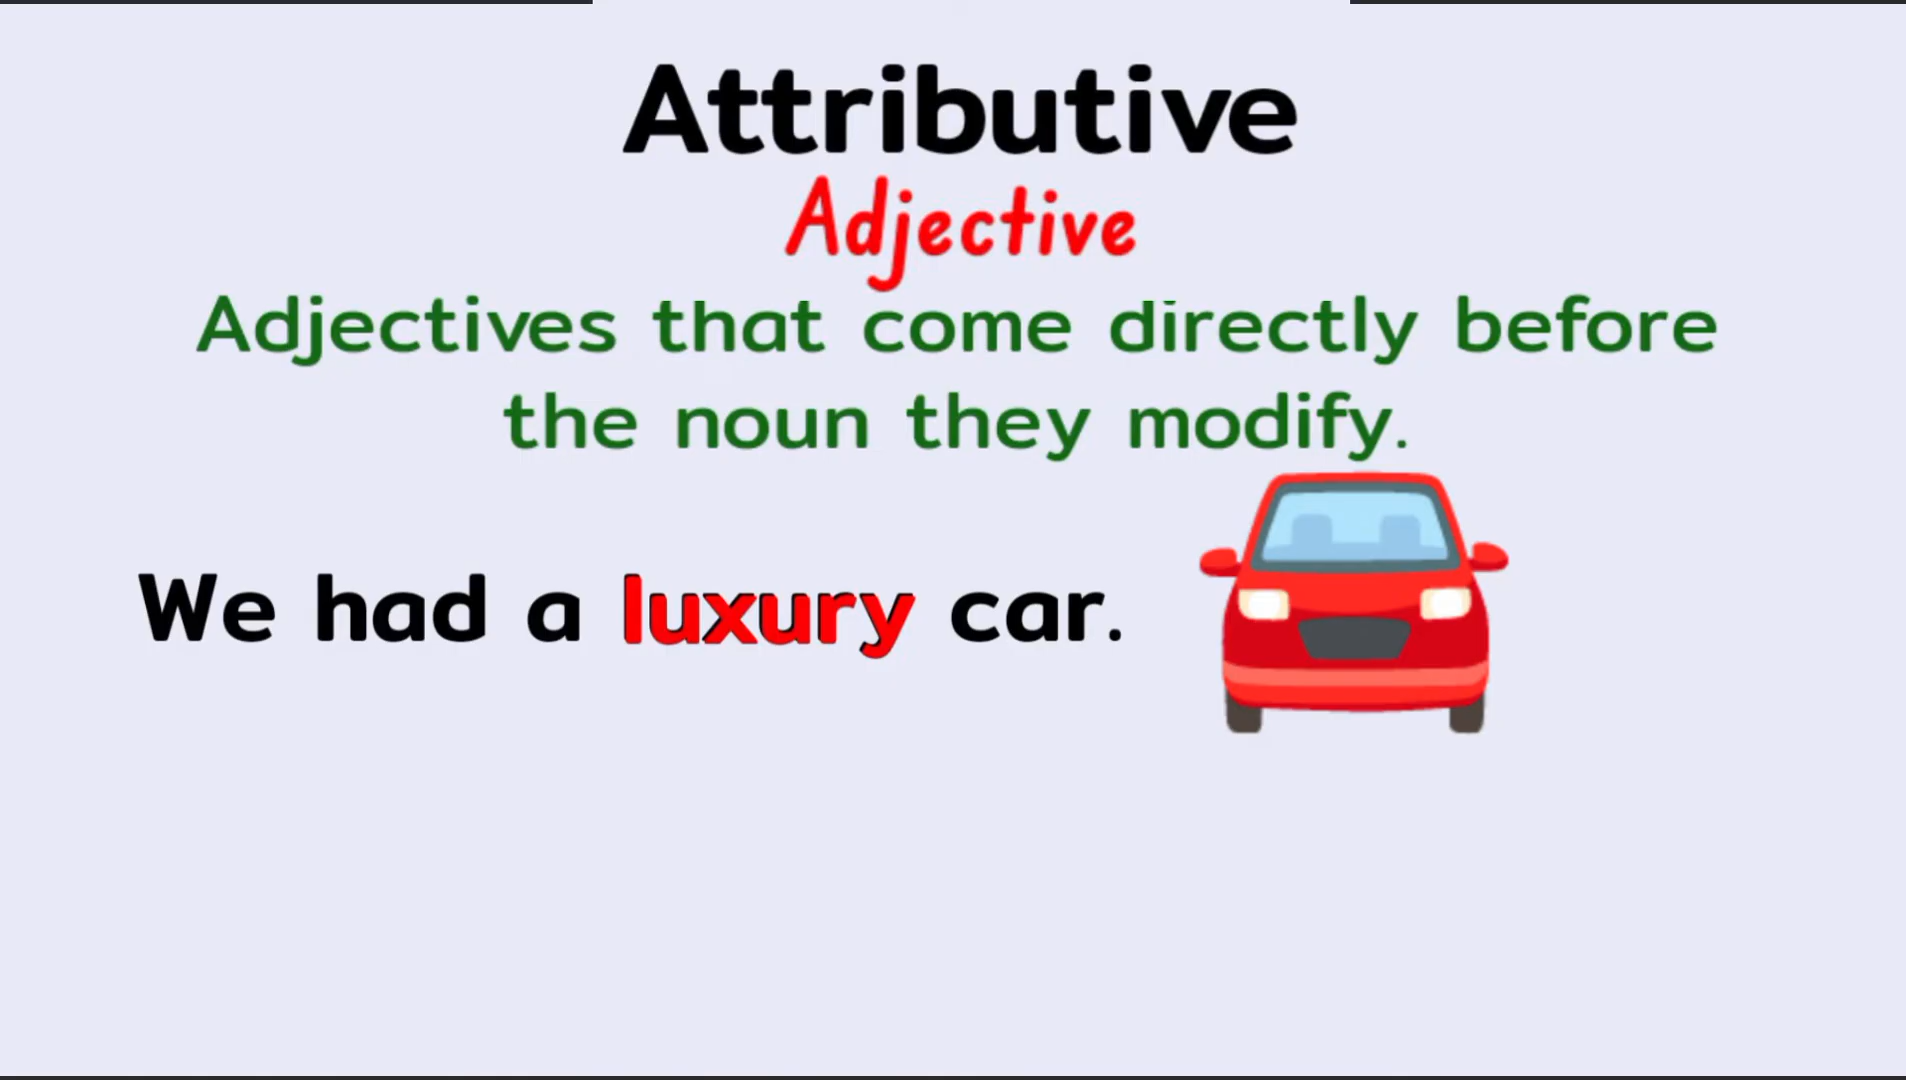 Attributive
Adjective
Adjectives that come directly before
the noun they modify.
We had a luxury car.